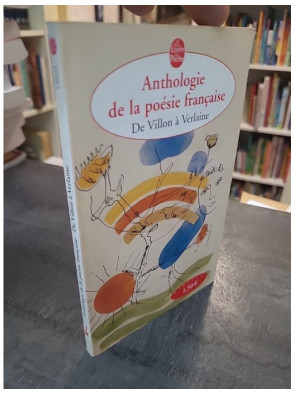 Le Livre
de Poche
Anthologie
de la poésie française
De Villon à Verlaine
Anthologie de la poésie française De Villon à Verlaine